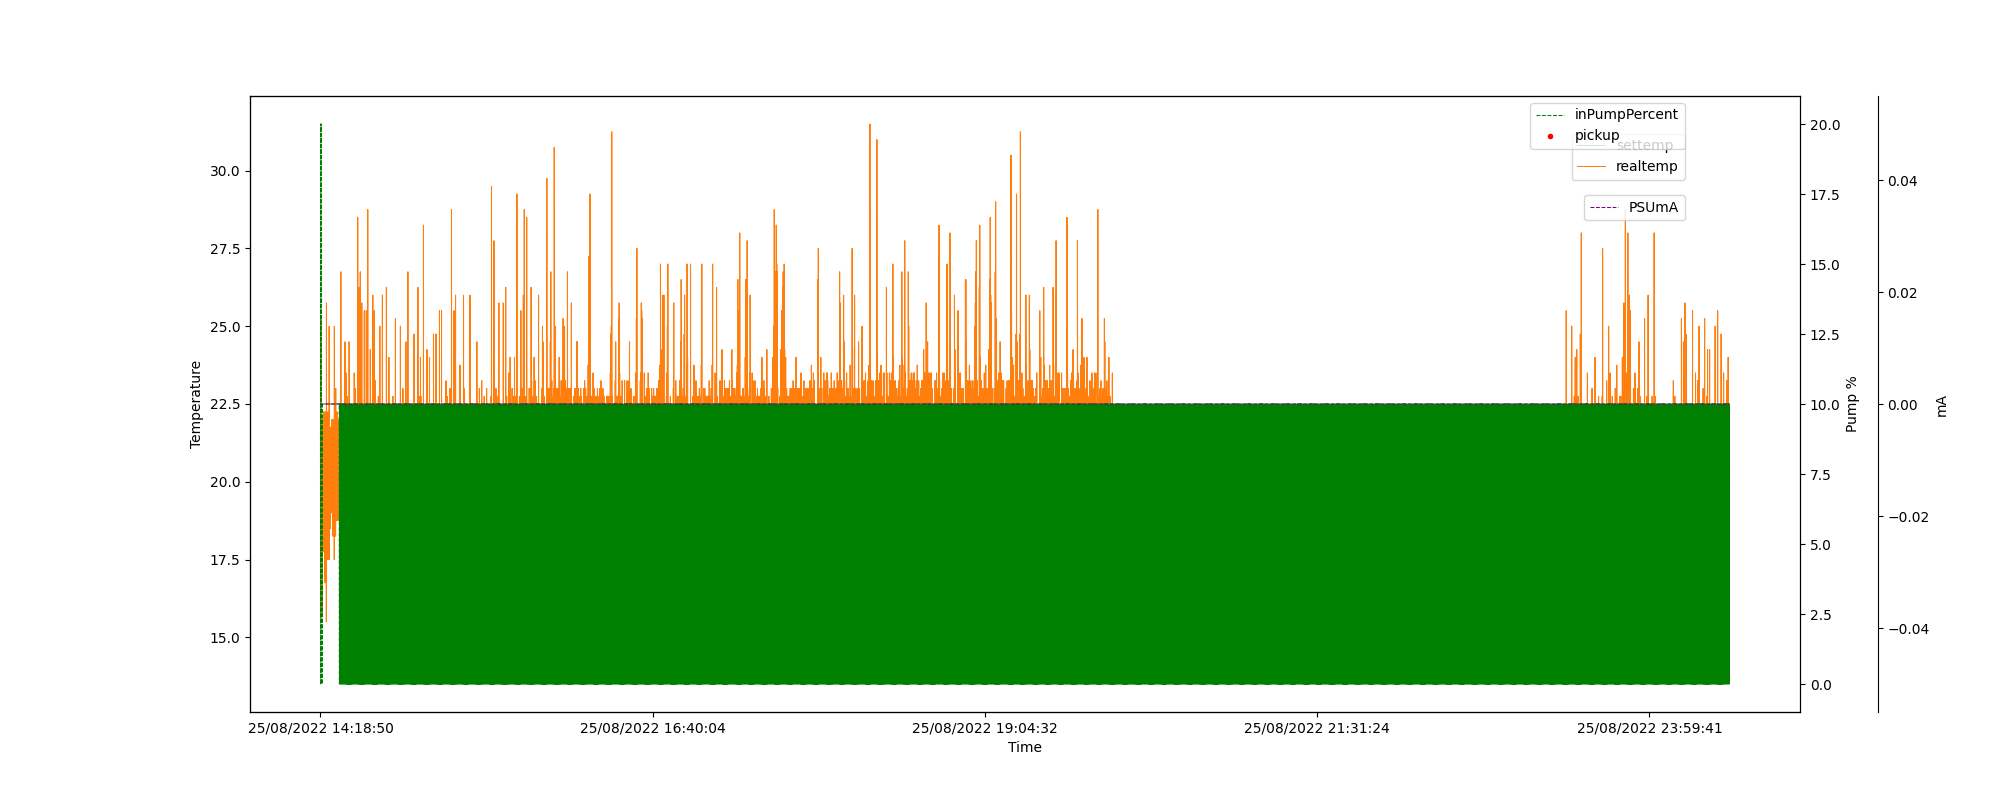 inPumpPercent
pickup
settemp
realtemp
PSUmA
30.0
27.5
25.0
22.5
20.0
17.5
15.0
Temperature
20.0
17.5
15.0
12.5
10.0
7.5
5.0
2.5
0.0
Pump %
0.04
0.02
0.00
−0.02
−0.04
mA
25/08/2022 14:18:50
25/08/2022 16:40:04
25/08/2022 19:04:32
25/08/2022 21:31:24
25/08/2022 23:59:41
Time